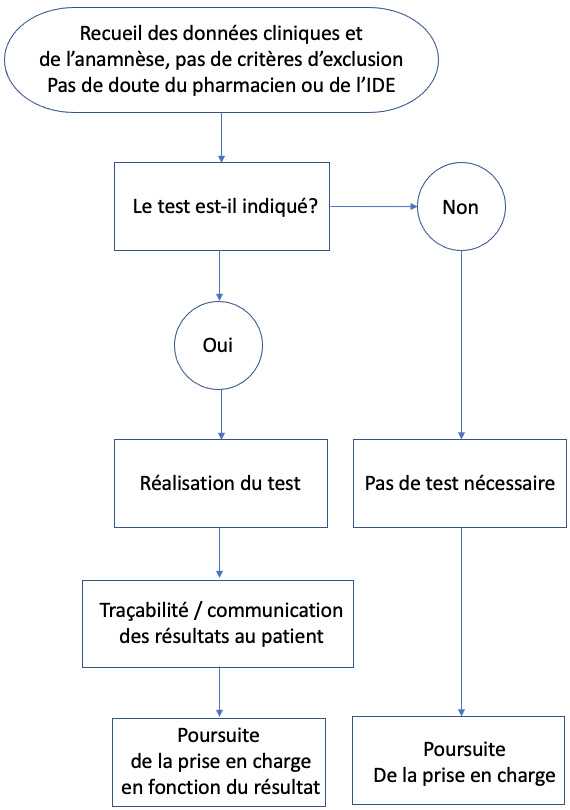 Recueil des données cliniques et
de l’anamnèse, pas de critères d’exclusion
Pas de doute du pharmacien ou de l’IDE
Le test est-il indiqué?
Non
Oui
Réalisation du test
Pas de test nécessaire
Traçabilité / communication
des résultats au patient
Poursuite
de la prise en charge
en fonction du résultat
Poursuite
De la prise en charge